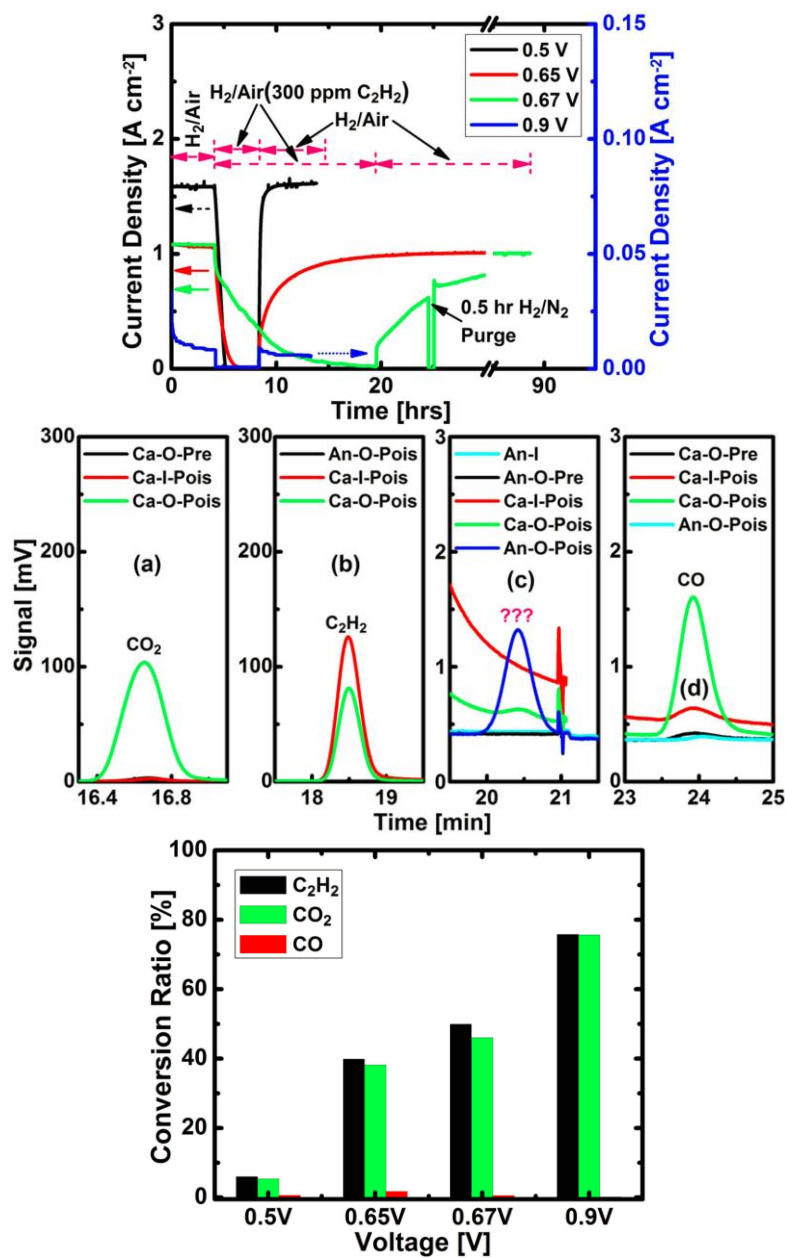 3
2
1
0
Current Density [A cm-2]
0.15
0.10
0.05
0.00
Current Density [A cm-2]
0.5 V
0.65 V
0.67 V
0.9 V
H2/Air(300 ppm C2H2)
H2/Air
H2/Air
0.5 hr H2/N2
Purge
0 10 20 90
Time [hrs]
Signal [mV]
300
200
100
0
Ca-O-Pre
Ca-I-Pois
Ca-O-Pois
(a)
CO2
16.4 16.8
300
200
100
0
An-O-Pois
Ca-I-Pois
Ca-O-Pois
(b)
C2H2
18 19
3
2
1
0
An-I
An-O-Pre
Ca-I-Pois
Ca-O-Pois
An-O-Pois
(c)
???
20 21
3
2
1
0
Ca-O-Pre
Ca-I-Pois
Ca-O-Pois
An-O-Pois
CO
(d)
23 24 25
Time [min]
Conversion Ratio [%]
100
80
60
40
20
0
C2H2
CO2
CO
0.5V 0.65V 0.67V 0.9V
Voltage [V]